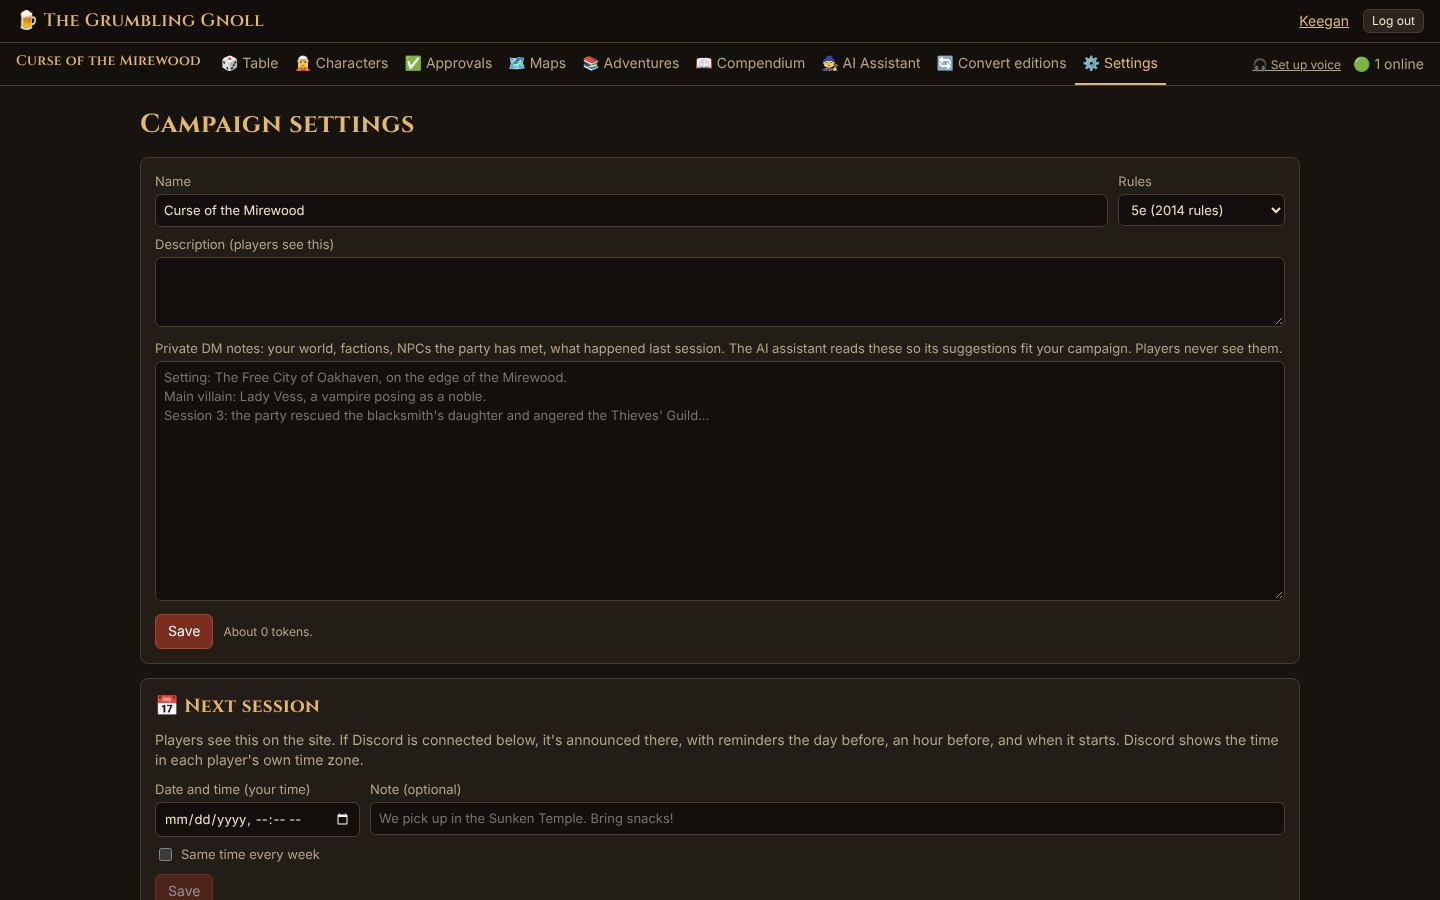 The Grumbling Gnoll
Keegan
Log out
Curse of the Mirewood
Table
Characters
Approvals
Maps
Adventures
Compendium
AI Assistant
Convert editions
Settings
Set up voice
1 online
Campaign settings
Name
Rules
Curse of the Mirewood
5e (2014 rules)
Description (players see this)
Private DM notes: your world, factions, NPCs the party has met, what happened last session. The AI assistant reads these so its suggestions fit your campaign. Players never see them.
Setting: The Free City of Oakhaven, on the edge of the Mirewood.
Main villain: Lady Vess, a vampire posing as a noble.
Session 3: the party rescued the blacksmith's daughter and angered the Thieves' Guild...
Save
About 0 tokens.
Next session
Players see this on the site. If Discord is connected below, it's announced there, with reminders the day before, an hour before, and when it starts. Discord shows the time
in each player's own time zone.
Date and time (your time)
Note (optional)
mm/dd/yyyy, --:-- --
We pick up in the Sunken Temple. Bring snacks!
Same time every week
Save